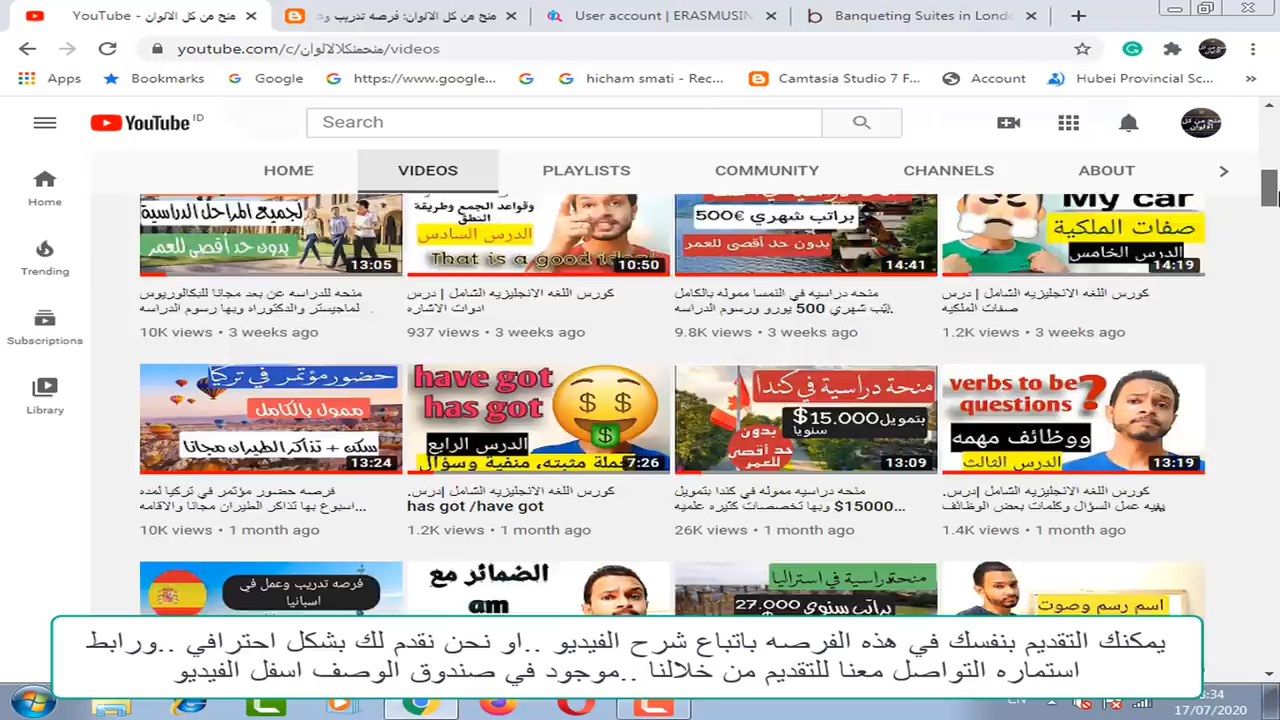 YouTube - منح من كل الالوان
منح من كل الالوان: فرصه تدريب وع
User account | ERASMUSIN
Banqueting Suites in Londo
youtube.com/c/منحمنكلالالوان/videos
Apps
Bookmarks
Google
https://www.google...
hicham smati - Rec...
Camtasia Studio 7 F...
Account
Hubei Provincial Sc...
»
YouTube ID
Search
منح من كل الالوان
HOME
VIDEOS
PLAYLISTS
COMMUNITY
CHANNELS
ABOUT
Home
Trending
Subscriptions
Library
لجميع المراحل الدراسية
بدون حد أقصى للعمر
13:05
وقواعد الجمع وطريقة
النطق
الدرس السادس
That is a good idea
10:50
براتب شهري 500€
بدون حد أقصى للعمر
14:41
My car
صفات الملكية
الدرس الخامس
14:19
منحه للدراسه عن بعد مجانا للبكالوريوس
لماجيستر والدكتوراه وبها رسوم الدراسه
10K views • 3 weeks ago
كورس اللغه الانجليزيه الشامل | درس
ادوات الاشاره
937 views • 3 weeks ago
منحه دراسيه في النمسا مموله بالكامل
500 يورو ورسوم الدراسه...
9.8K views • 3 weeks ago
كورس اللغه الانجليزيه الشامل | درس
صفات الملكيه
1.2K views • 3 weeks ago
حضور مؤتمر في تركيا
ممول بالكامل
سكن + تذاكر الطيران مجانا
13:24
have got
has got
الدرس الرابع
جملة مثبته، منفية وسؤال
7:26
منحة دراسية في كندا
بتمويل 15.000$
سنويا
بدون
حد أقصى
للعمر
13:09
verbs to be
questions ?
ووظائف مهمه
الدرس الثالث
13:19
فرصه حضور مؤتمر في تركيا لمده
اسبوع بها تذاكر الطيران مجانا والاقامه...
10K views • 1 month ago
كورس اللغه الانجليزيه الشامل |درس.
has got /have got
1.2K views • 1 month ago
منحه دراسيه مموله في كندا بتمويل
15000$ وبها تخصصات كثيره علميه...
26K views • 1 month ago
كورس اللغه الانجليزيه الشامل |درس.
يفيه عمل السؤال وكلمات بعض الوظائف
1.4K views • 1 month ago
فرصه تدريب وعمل في
اسبانيا
الضمائر مع
am
منحة دراسية في استراليا
براتب سنوي 27.000
اسم رسم وصوت
يمكنك التقديم بنفسك في هذه الفرصه باتباع شرح الفيديو ..او نحن نقدم لك بشكل احترافي ..ورابط
استماره التواصل معنا للتقديم من خلالنا ..موجود في صندوق الوصف اسفل الفيديو
EN
3:34
17/07/2020